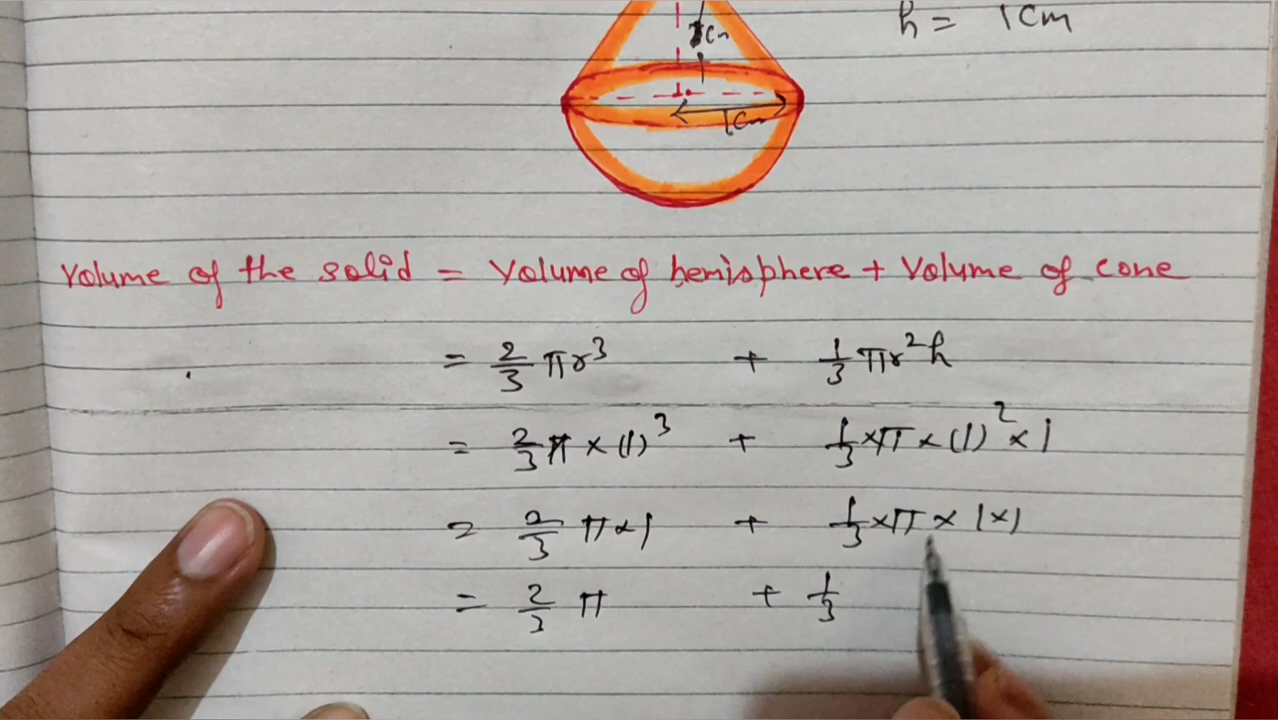 h = 1cm
1cm
1cm
Volume of the solid = Volume of hemisphere + Volume of cone
= 2/3 πr³ + 1/3 πr²h
= 2/3 π × (1)³ + 1/3 × π × (1)² × 1
= 2/3 π × 1 + 1/3 × π × 1 × 1
= 2/3 π + 1/3